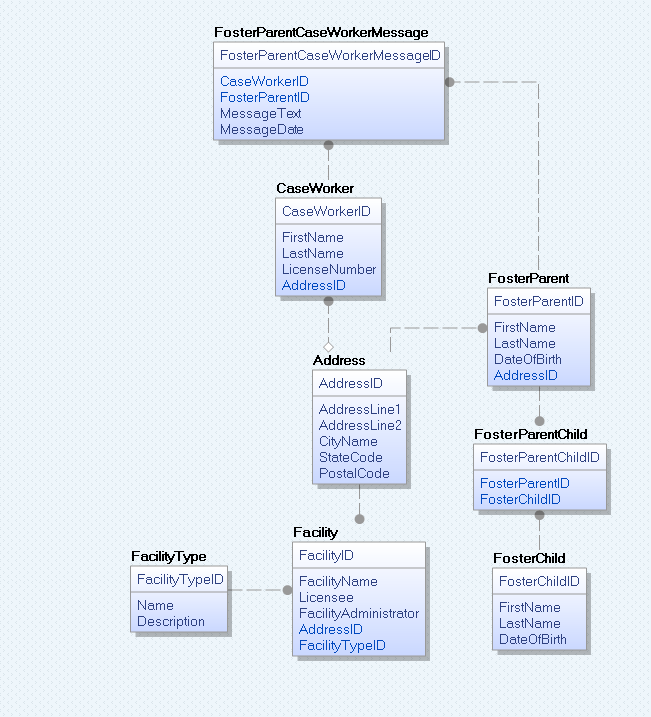 FosterParentCaseWorkerMessage
FosterParentCaseWorkerMessageID
CaseWorkerID
FosterParentID
MessageText
MessageDate
CaseWorker
CaseWorkerID
FirstName
LastName
LicenseNumber
AddressID
FosterParent
FosterParentID
FirstName
LastName
DateOfBirth
AddressID
Address
AddressID
AddressLine1
AddressLine2
CityName
StateCode
PostalCode
FosterParentChild
FosterParentChildID
FosterParentID
FosterChildID
Facility
FacilityID
FacilityName
Licensee
FacilityAdministrator
AddressID
FacilityTypeID
FacilityType
FacilityTypeID
Name
Description
FosterChild
FosterChildID
FirstName
LastName
DateOfBirth